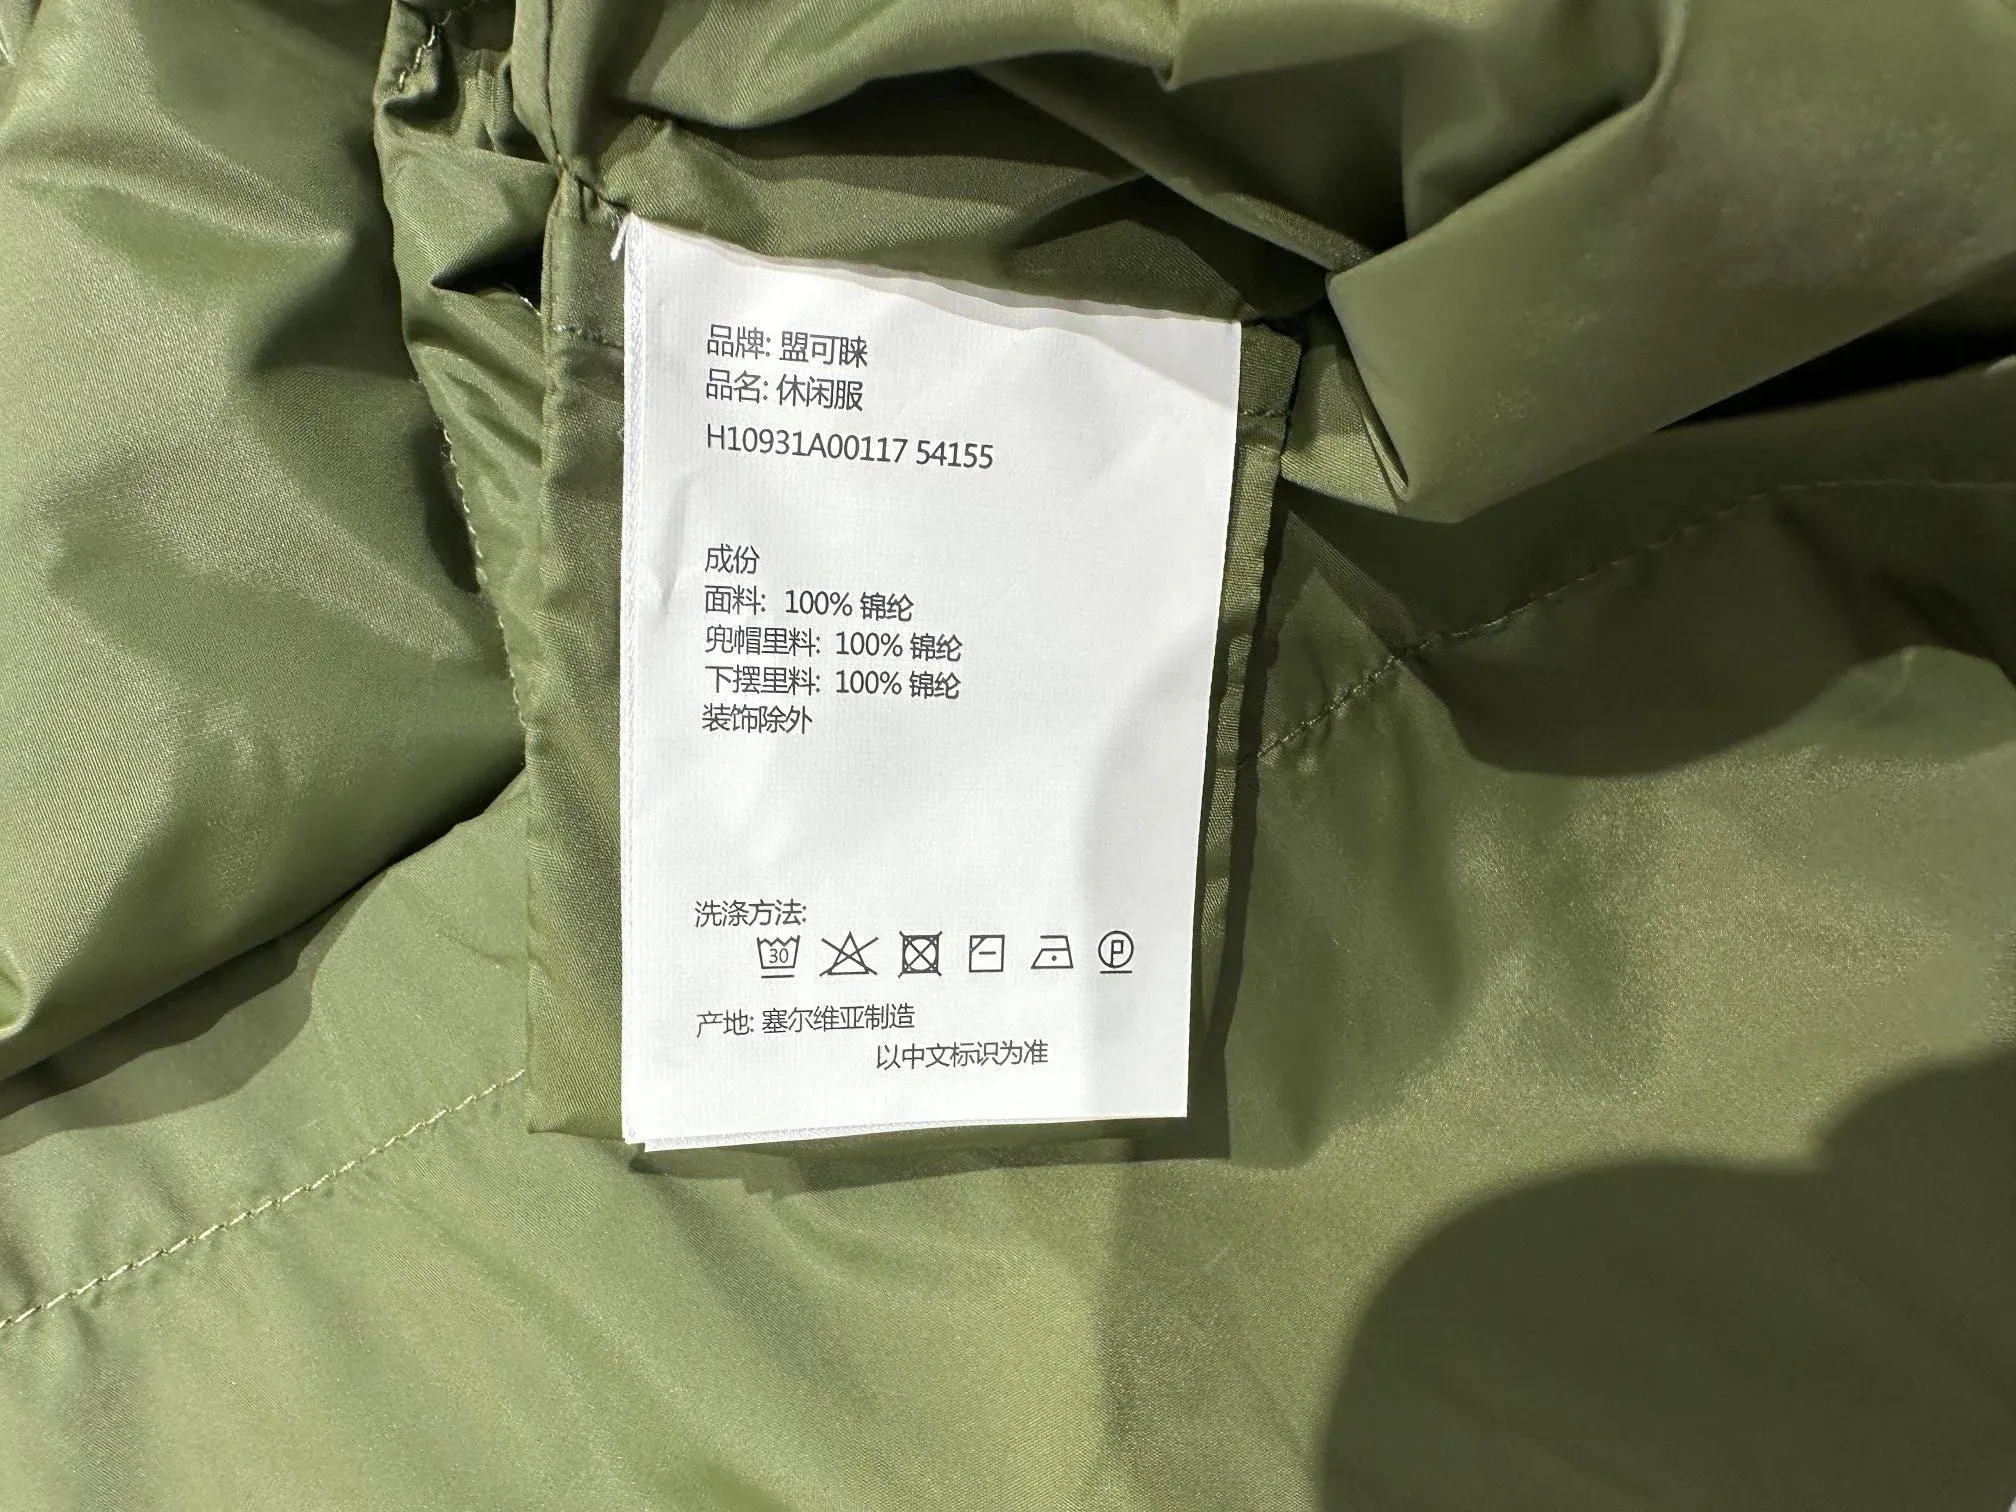 品牌: 盟可睐
品名: 休闲服
H10931A00117 54155
成份
面料: 100% 锦纶
兜帽里料: 100% 锦纶
下摆里料: 100% 锦纶
装饰除外
洗涤方法:
30 P
产地: 塞尔维亚制造
以中文标识为准